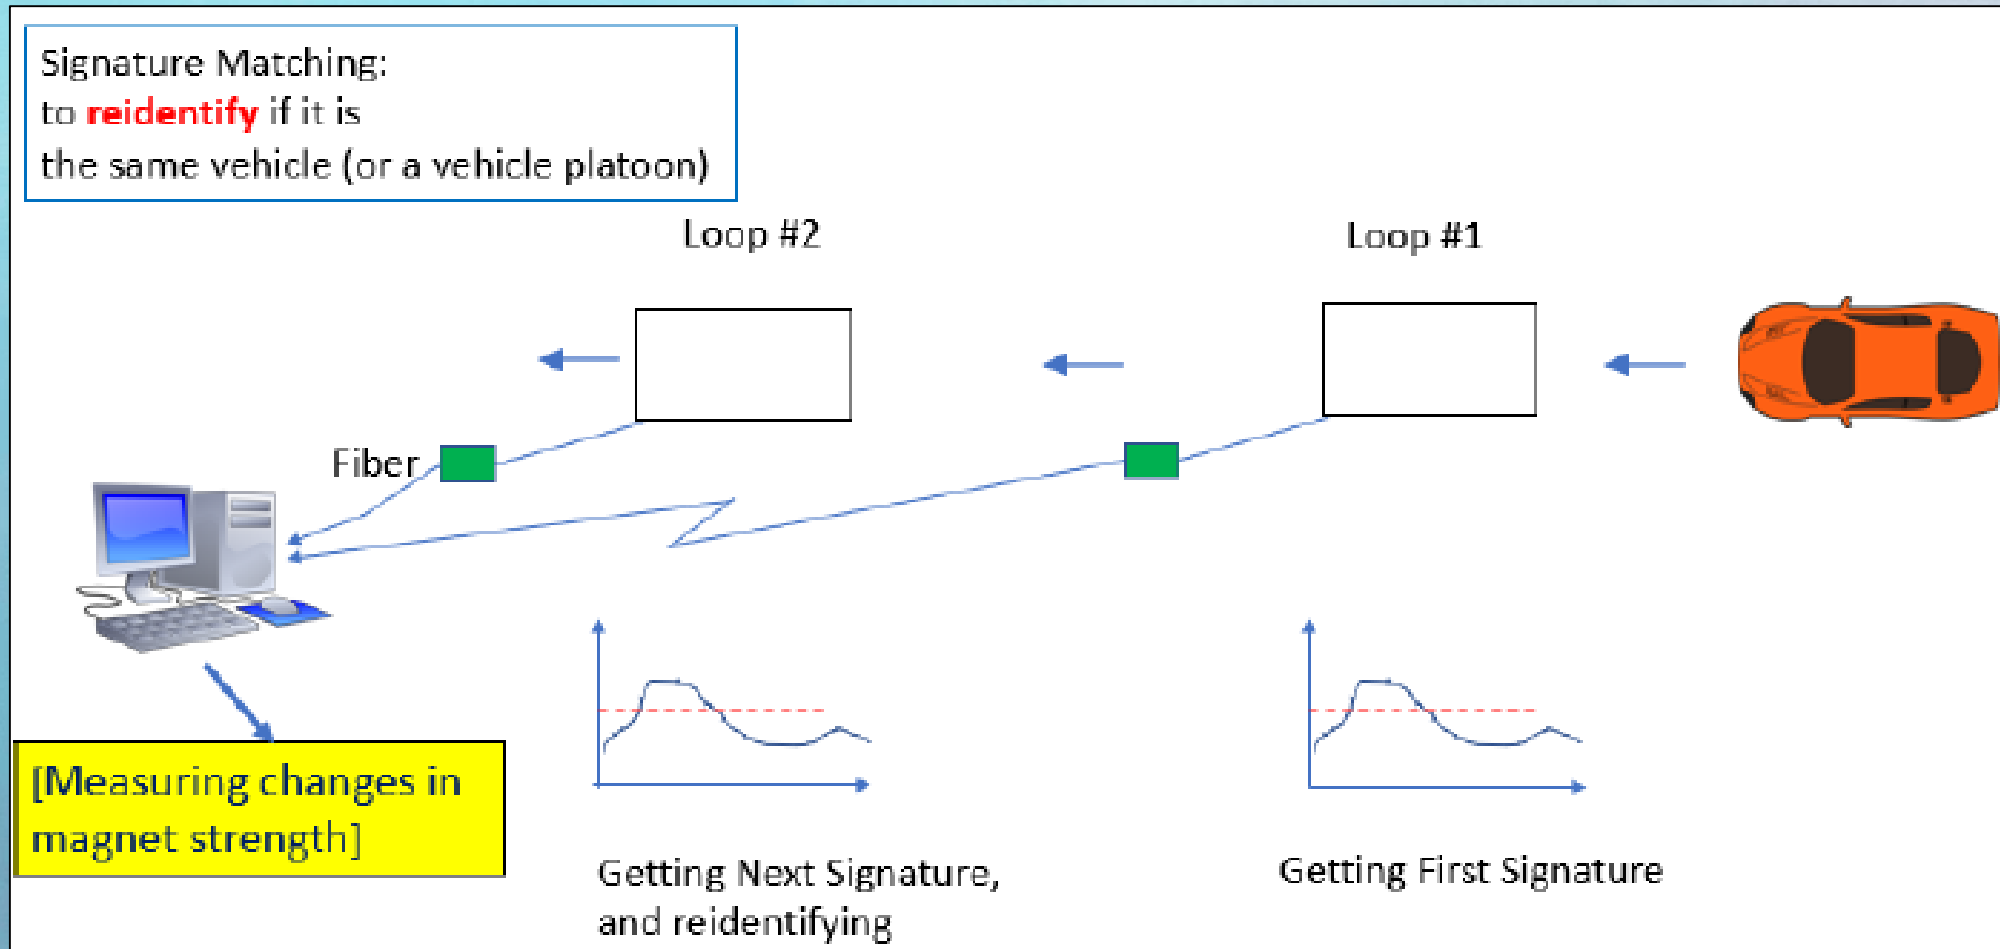 Signature Matching:
to reidentify if it is
the same vehicle (or a vehicle platoon)
Loop #2
Loop #1
Fiber
[Measuring changes in
magnet strength]
Getting Next Signature,
and reidentifying
Getting First Signature